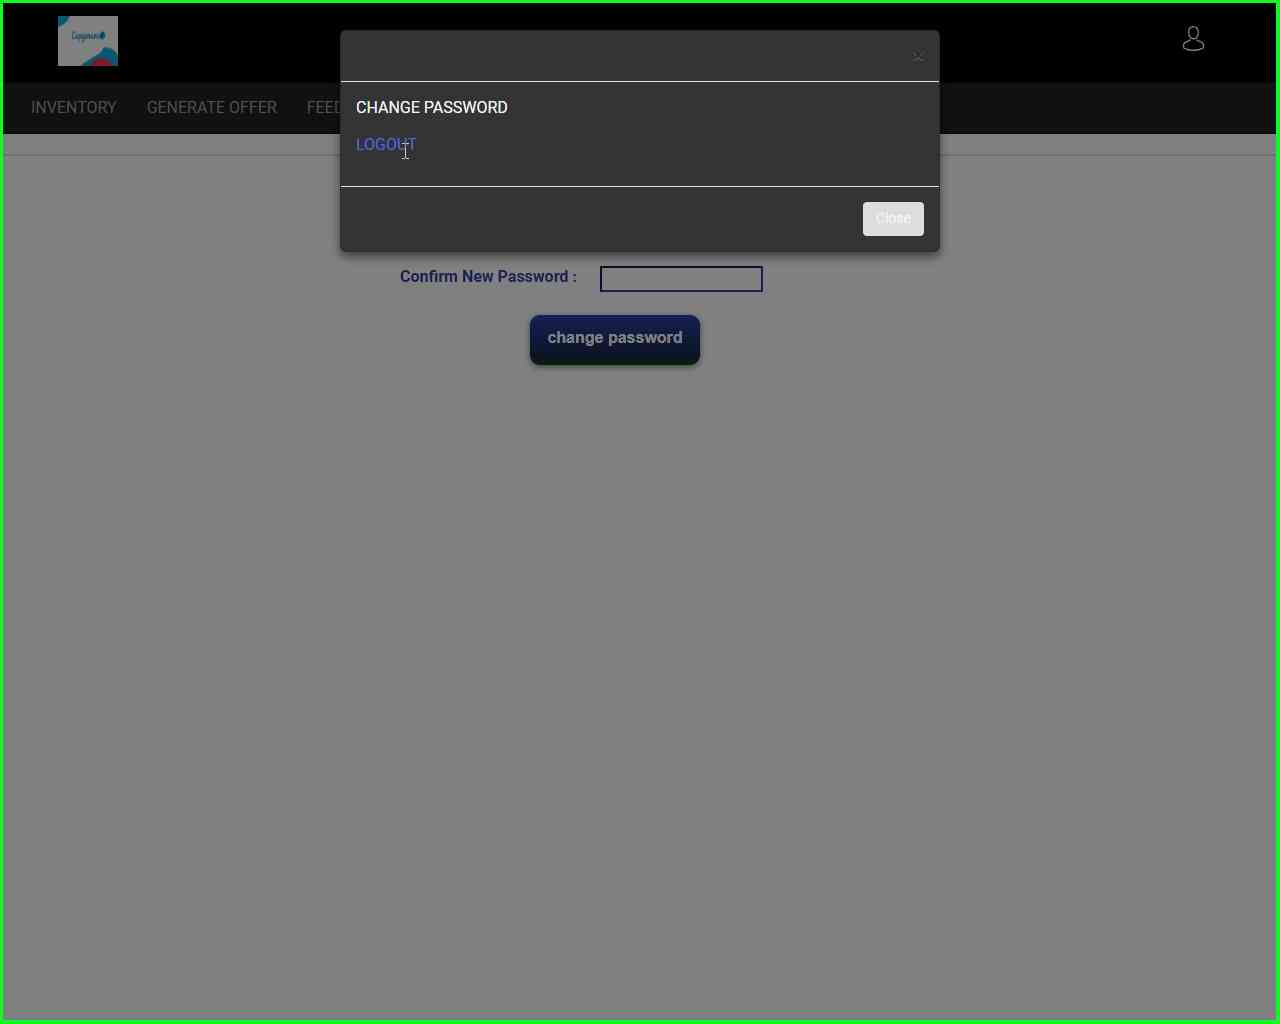 INVENTORY GENERATE OFFER FEED
×
CHANGE PASSWORD
LOGOUT
Close
Confirm New Password :
change password